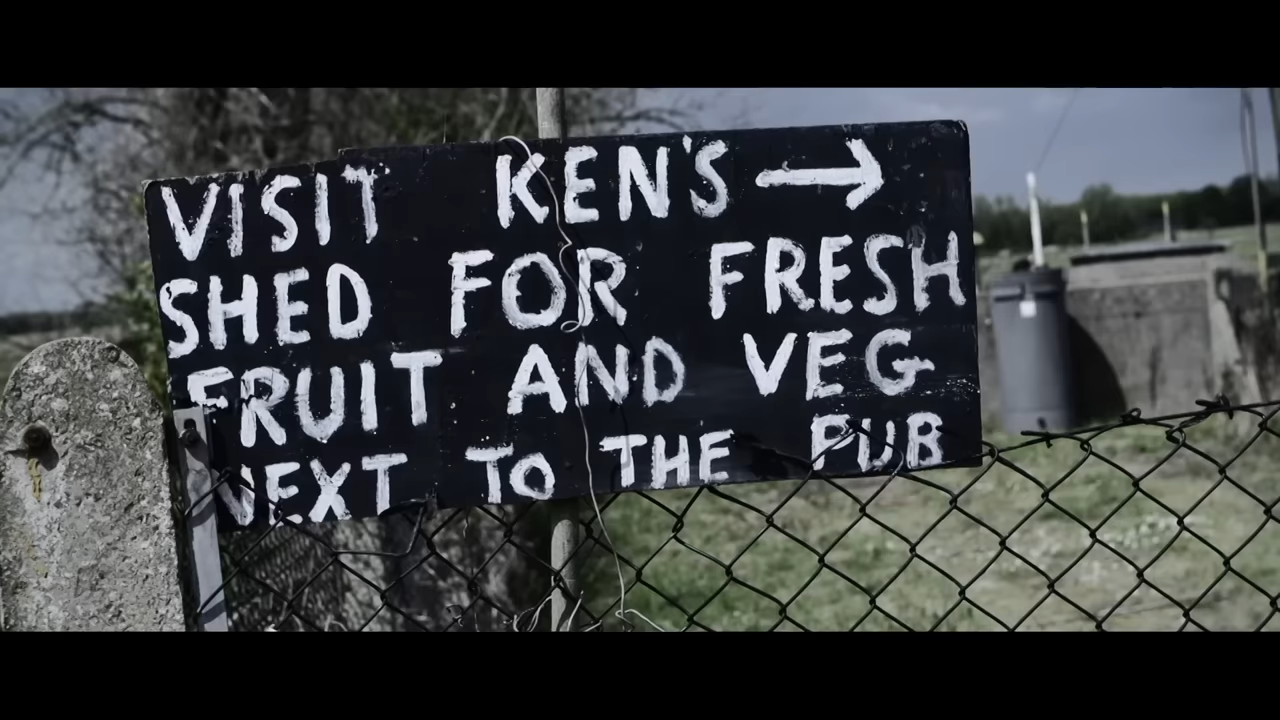 VISIT KEN'S →
SHED FOR FRESH
FRUIT AND VEG
NEXT TO THE PUB